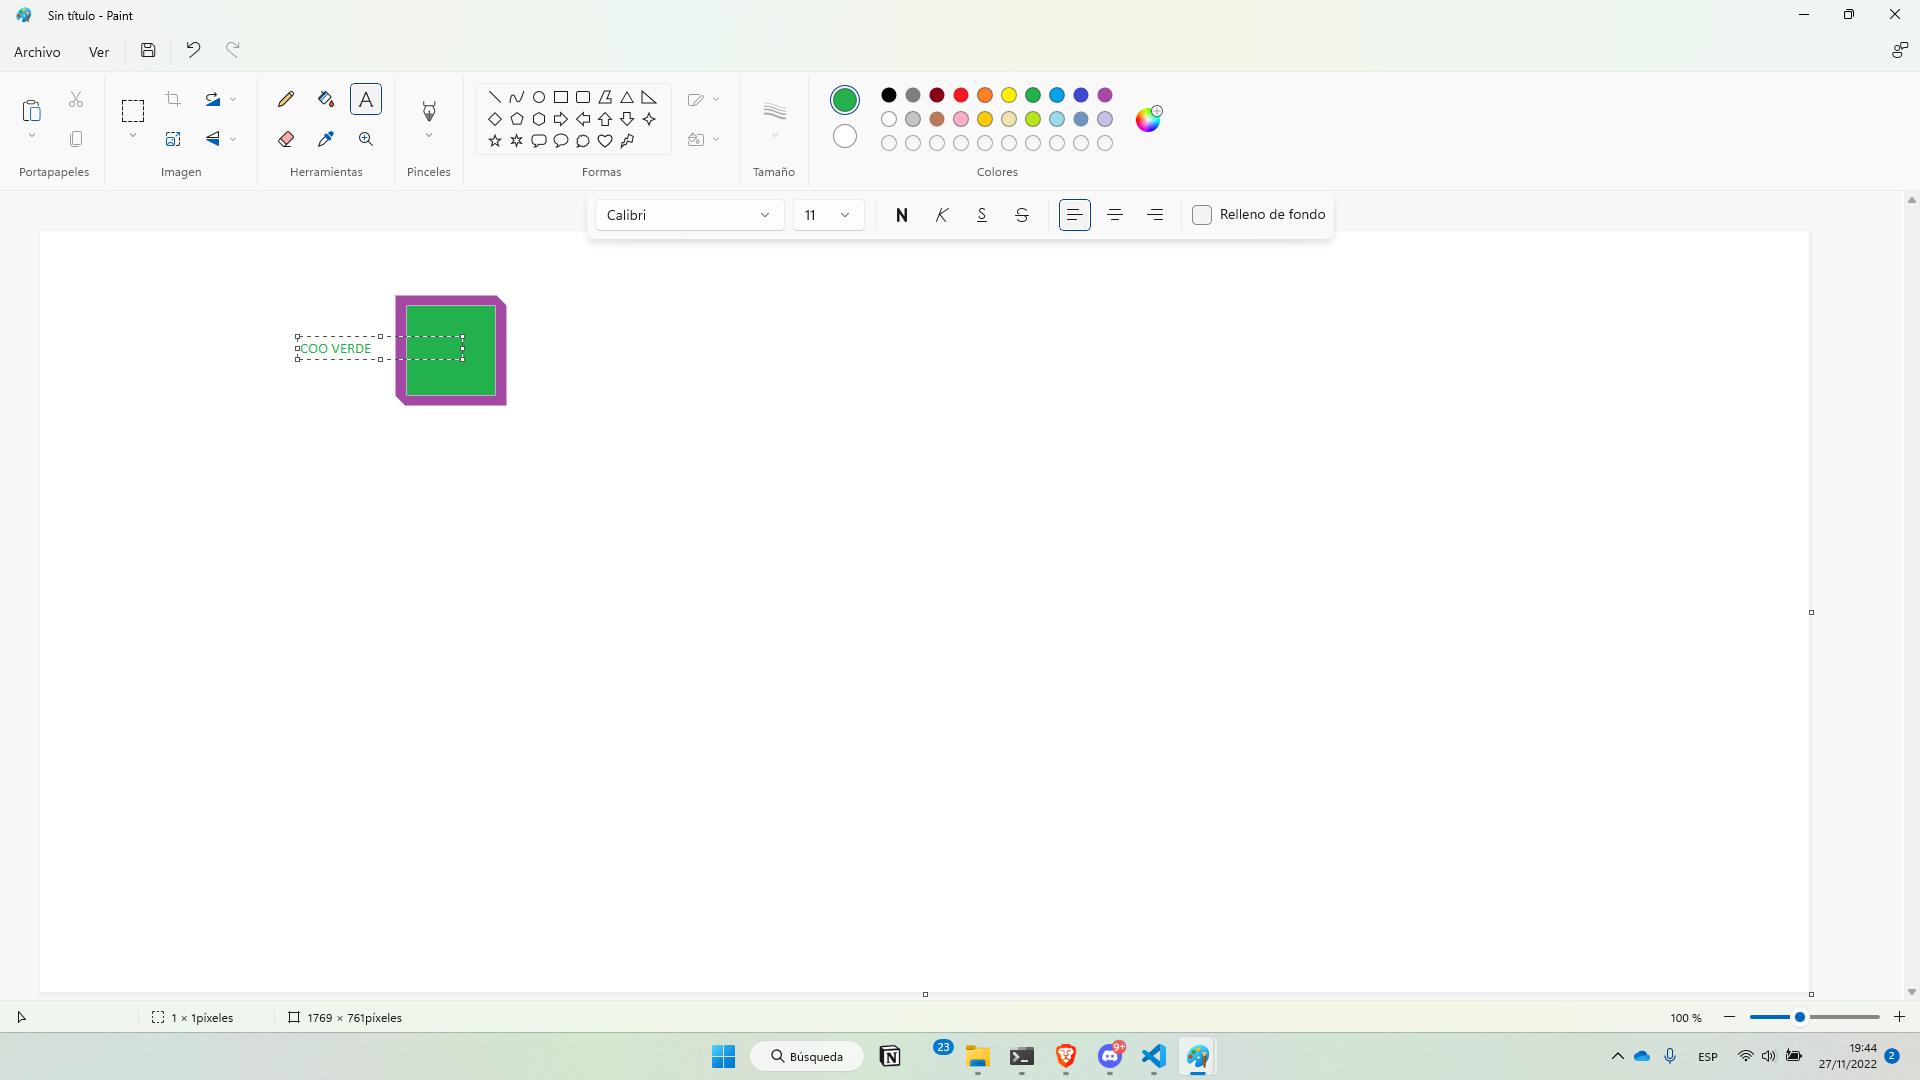 Sin título - Paint
Archivo
Ver
Portapapeles
Imagen
Herramientas
Pinceles
Formas
Tamaño
Colores
Calibri
11
N
K
S
S
Relleno de fondo
COO VERDE
1 × 1píxeles
1769 × 761píxeles
100 %
Búsqueda
23
9+
ESP
19:44
27/11/2022
2